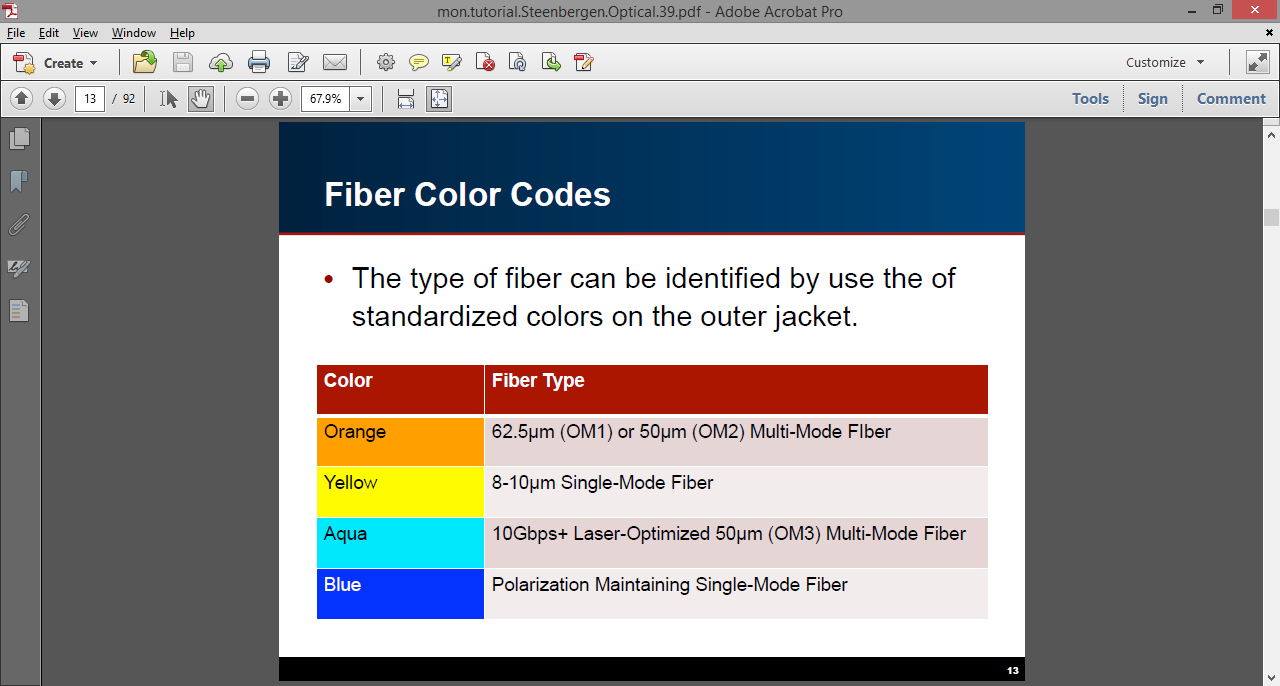 mon.tutorial.Steenbergen.Optical.39.pdf - Adobe Acrobat Pro
File Edit View Window Help
Create Customize
13 / 92 67.9% Tools Sign Comment
Fiber Color Codes
• The type of fiber can be identified by use the of
standardized colors on the outer jacket.
Color Fiber Type
Orange 62.5µm (OM1) or 50µm (OM2) Multi-Mode FIber
Yellow 8-10µm Single-Mode Fiber
Aqua 10Gbps+ Laser-Optimized 50µm (OM3) Multi-Mode Fiber
Blue Polarization Maintaining Single-Mode Fiber
13